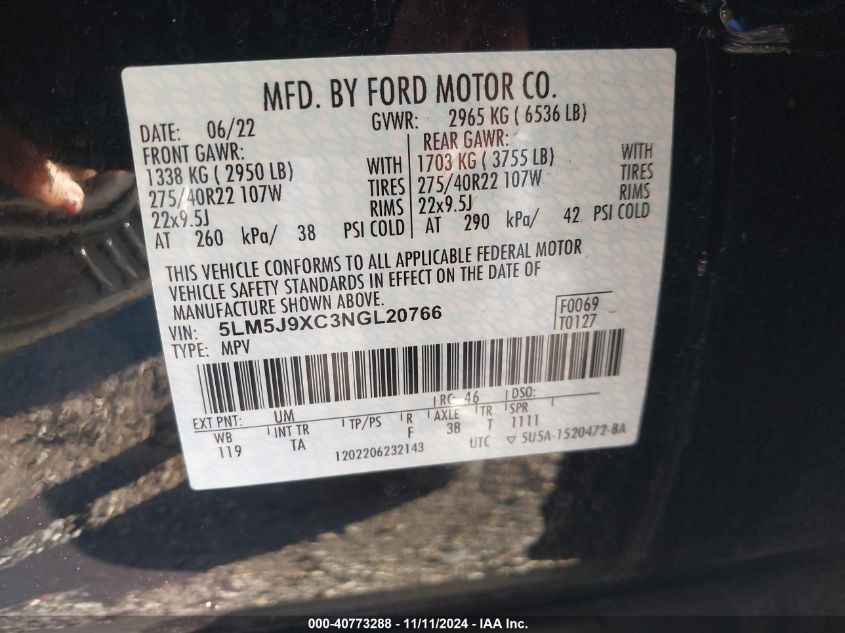 MFD. BY FORD MOTOR CO.
DATE: 06/22 GVWR: 2965 KG ( 6536 LB)
FRONT GAWR: REAR GAWR:
1338 KG ( 2950 LB) WITH 1703 KG ( 3755 LB) WITH
275/40R22 107W TIRES 275/40R22 107W TIRES
22x9.5J RIMS 22x9.5J RIMS
AT 260 kPa/ 38 PSI COLD AT 290 kPa/ 42 PSI COLD
THIS VEHICLE CONFORMS TO ALL APPLICABLE FEDERAL MOTOR
VEHICLE SAFETY STANDARDS IN EFFECT ON THE DATE OF
MANUFACTURE SHOWN ABOVE.
VIN: 5LM5J9XC3NGL20766 F0069
TYPE: MPV T0127
EXT PNT: UM RC: 46 DSO:
WB INT TR TP/PS R AXLE TR SPR
119 TA F 3B T 1111
1202206232143 UTC ▽ 5U5A-1520472-BA
000-40773288 - 11/11/2024 - IAA Inc.